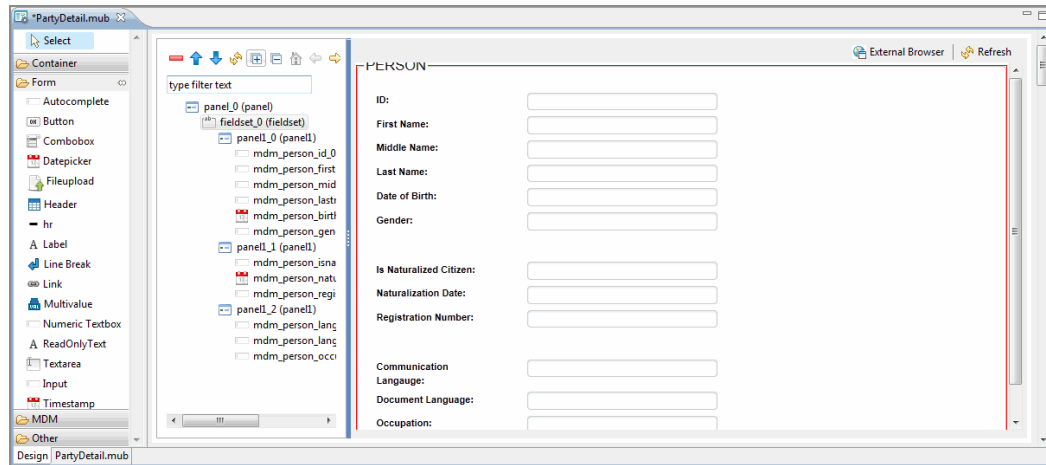 *PartyDetail.mub
Select
Container
Form
Autocomplete
Button
Combobox
Datepicker
Fileupload
Header
hr
Label
Line Break
Link
Multivalue
Numeric Textbox
ReadOnlyText
Textarea
Input
Timestamp
MDM
Other
type filter text
panel_0 (panel)
fieldset_0 (fieldset)
panel1_0 (panel1)
mdm_person_id_0
mdm_person_first
mdm_person_mid
mdm_person_lastr
mdm_person_birth
mdm_person_gen
panel1_1 (panel1)
mdm_person_isna
mdm_person_natu
mdm_person_regi
panel1_2 (panel1)
mdm_person_lang
mdm_person_lang
mdm_person_occu
External Browser
Refresh
PERSON
ID:
First Name:
Middle Name:
Last Name:
Date of Birth:
Gender:
Is Naturalized Citizen:
Naturalization Date:
Registration Number:
Communication
Langauge:
Document Language:
Occupation:
Design
PartyDetail.mub